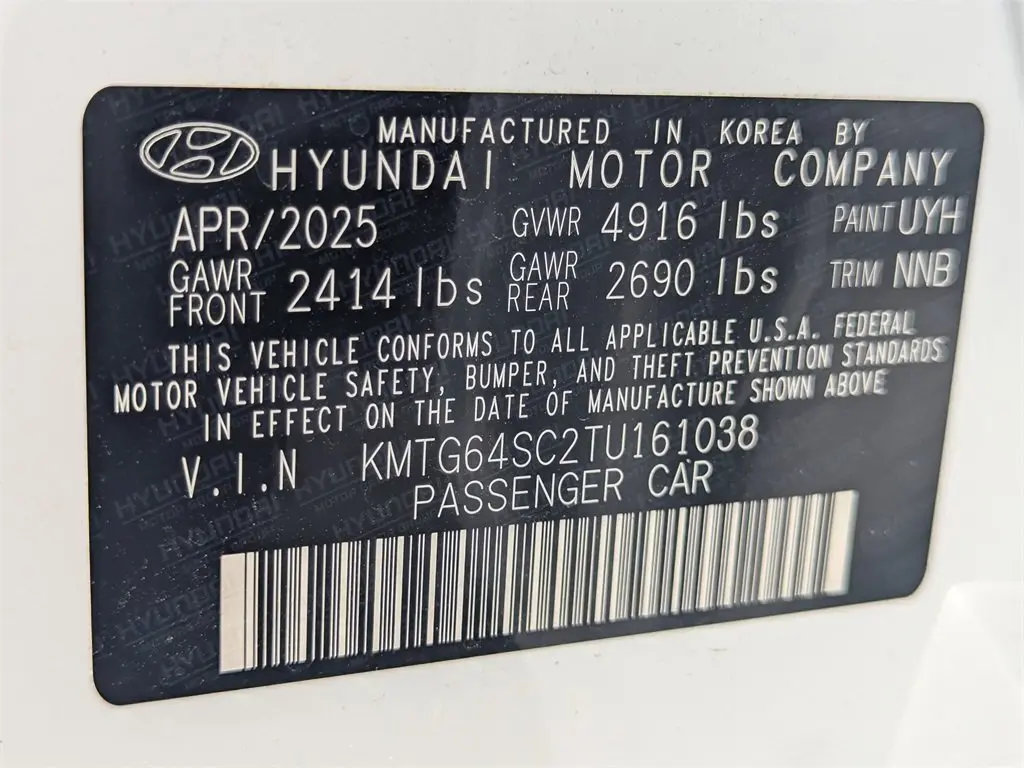 MANUFACTURED IN KOREA BY
HYUNDAI MOTOR COMPANY
APR/2025 GVWR 4916 lbs PAINT UYH
GAWR FRONT 2414 lbs GAWR REAR 2690 lbs TRIM NNB
THIS VEHICLE CONFORMS TO ALL APPLICABLE U.S.A. FEDERAL
MOTOR VEHICLE SAFETY, BUMPER, AND THEFT PREVENTION STANDARDS
IN EFFECT ON THE DATE OF MANUFACTURE SHOWN ABOVE
V.I.N KMTG64SC2TU161038
PASSENGER CAR